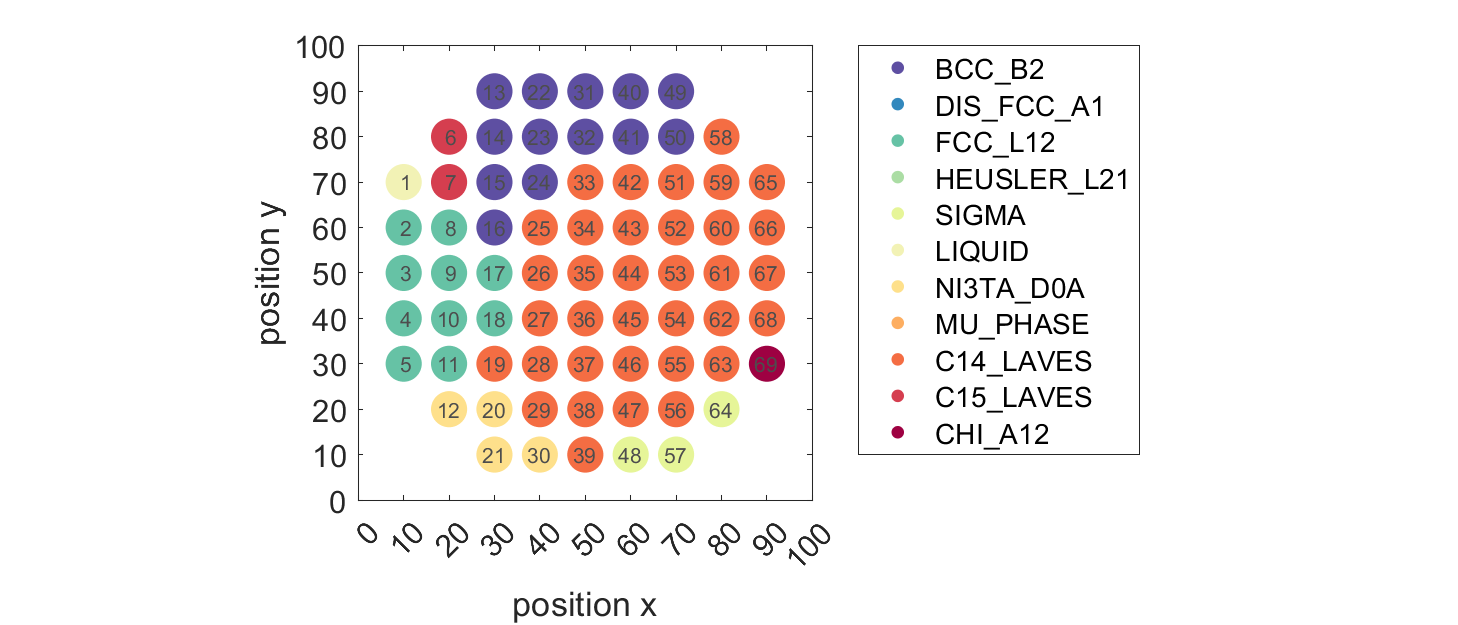 100
90 13 22 31 40 49
80 6 14 23 32 41 50 58
70 1 7 15 24 33 42 51 59 65
60 2 8 16 25 34 43 52 60 66
50 3 9 17 26 35 44 53 61 67
40 4 10 18 27 36 45 54 62 68
30 5 11 19 28 37 46 55 63 69
20 12 20 29 38 47 56 64
10 21 30 39 48 57
0
0 10 20 30 40 50 60 70 80 90 100
position x
position y
BCC_B2
DIS_FCC_A1
FCC_L12
HEUSLER_L21
SIGMA
LIQUID
NI3TA_D0A
MU_PHASE
C14_LAVES
C15_LAVES
CHI_A12